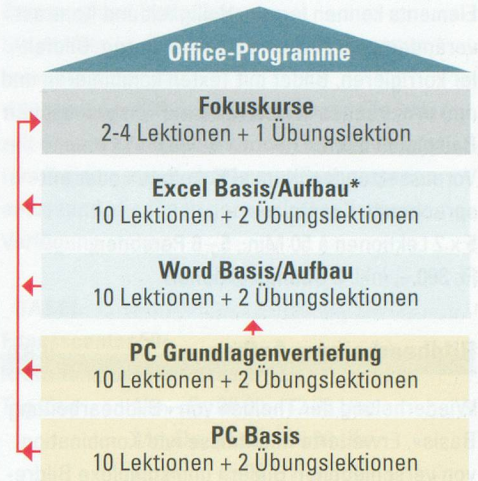 Office-Programme
Fokuskurse
2-4 Lektionen + 1 Übungslektion
Excel Basis/Aufbau*
10 Lektionen + 2 Übungslektionen
Word Basis/Aufbau
10 Lektionen + 2 Übungslektionen
PC Grundlagenvertiefung
10 Lektionen + 2 Übungslektionen
PC Basis
10 Lektionen + 2 Übungslektionen